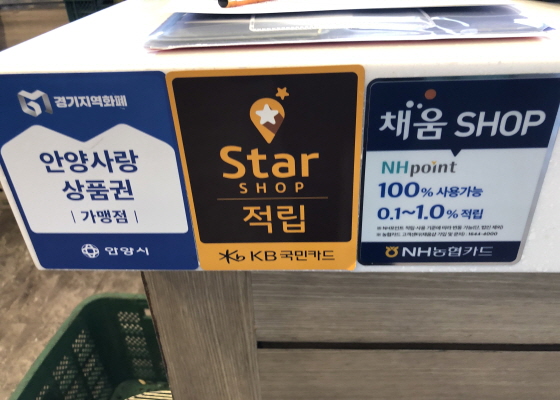 경기지역화폐
안양사랑
상품권
| 가맹점 |
안양시
Star
SHOP
적립
KB 국민카드
채움 SHOP
NHpoint
100% 사용가능
0.1~1.0% 적립
NH농협카드